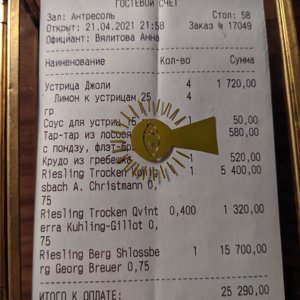 ГОСТЕВОЙ СЧЕТ
Зал: Антресоль Стол: 58
Открыт: 21.04.2021 21:58 Заказ № 17049
Официант: Вялитова Анна
Наименование Кол-во Сумма
Устрица Джоли 4 1 720,00
Лимон к устрицам 25 4
гр
Соус для устриц 50,00
Тар-тар из лосося 580,00
с пондзу,
Крудо из гребешка 1 520,00
Riesling Trocken 1 5 400,00
sbach A. Christmann 0,
75
Riesling Trocken Qvint 0,400 1 320,00
erra Kuhling-Gillot 0,
75
Riesling Berg Shlossbe 1 15 700,00
rg Georg Breuer 0,75
ИТОГО К ОПЛАТЕ: 25 290,00